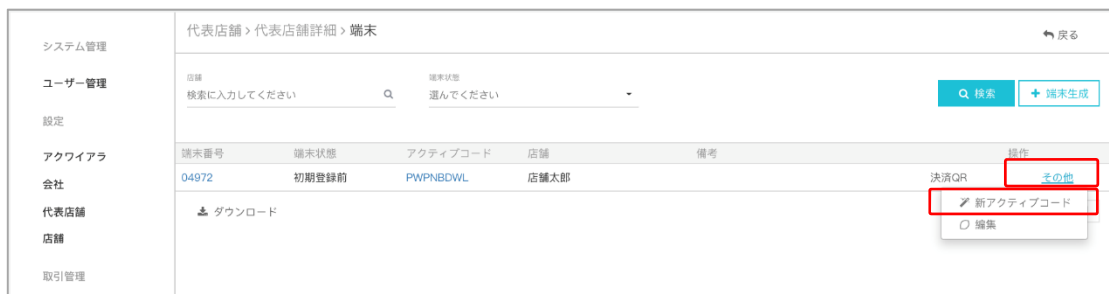 代表店舗 › 代表店舗詳細 › 端末
戻る
システム管理
ユーザー管理
設定
アクワイアラ
会社
代表店舗
店舗
取引管理
店舗
検索に入力してください
端末状態
選んでください
検索
+ 端末生成
端末番号 端末状態 アクティブコード 店舗 備考 操作
04972 初期登録前 PWPNBDWL 店舗太郎 決済QR その他
新アクティブコード
編集
ダウンロード